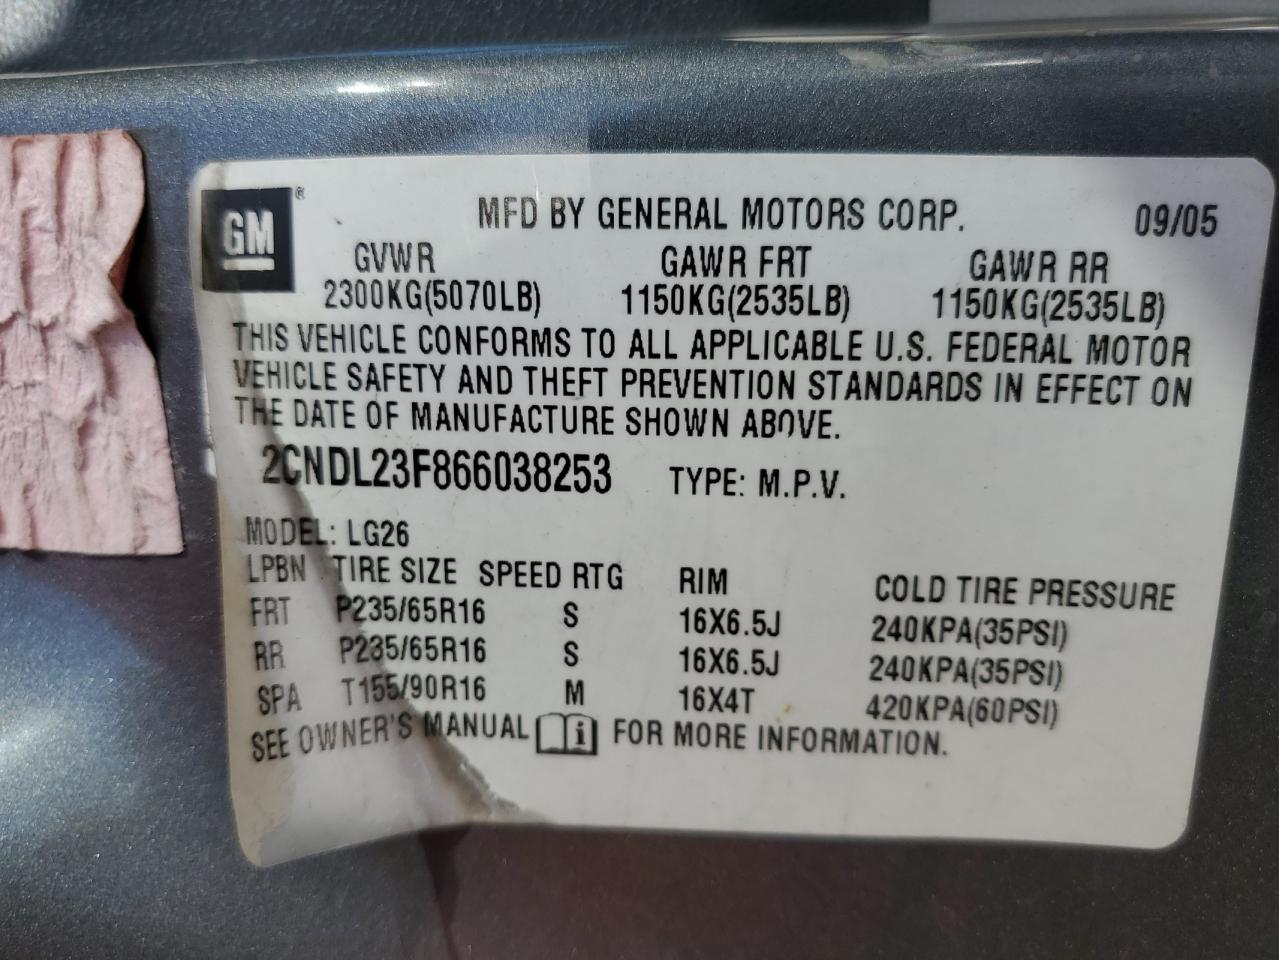 GM ®
MFD BY GENERAL MOTORS CORP. 09/05
GVWR GAWR FRT GAWR RR
2300KG(5070LB) 1150KG(2535LB) 1150KG(2535LB)
THIS VEHICLE CONFORMS TO ALL APPLICABLE U.S. FEDERAL MOTOR
VEHICLE SAFETY AND THEFT PREVENTION STANDARDS IN EFFECT ON
THE DATE OF MANUFACTURE SHOWN ABOVE.
2CNDL23F866038253 TYPE: M.P.V.
MODEL: LG26
LPBN TIRE SIZE SPEED RTG RIM COLD TIRE PRESSURE
FRT P235/65R16 S 16X6.5J 240KPA(35PSI)
RR P235/65R16 S 16X6.5J 240KPA(35PSI)
SPA T155/90R16 M 16X4T 420KPA(60PSI)
SEE OWNER'S MANUAL i FOR MORE INFORMATION.